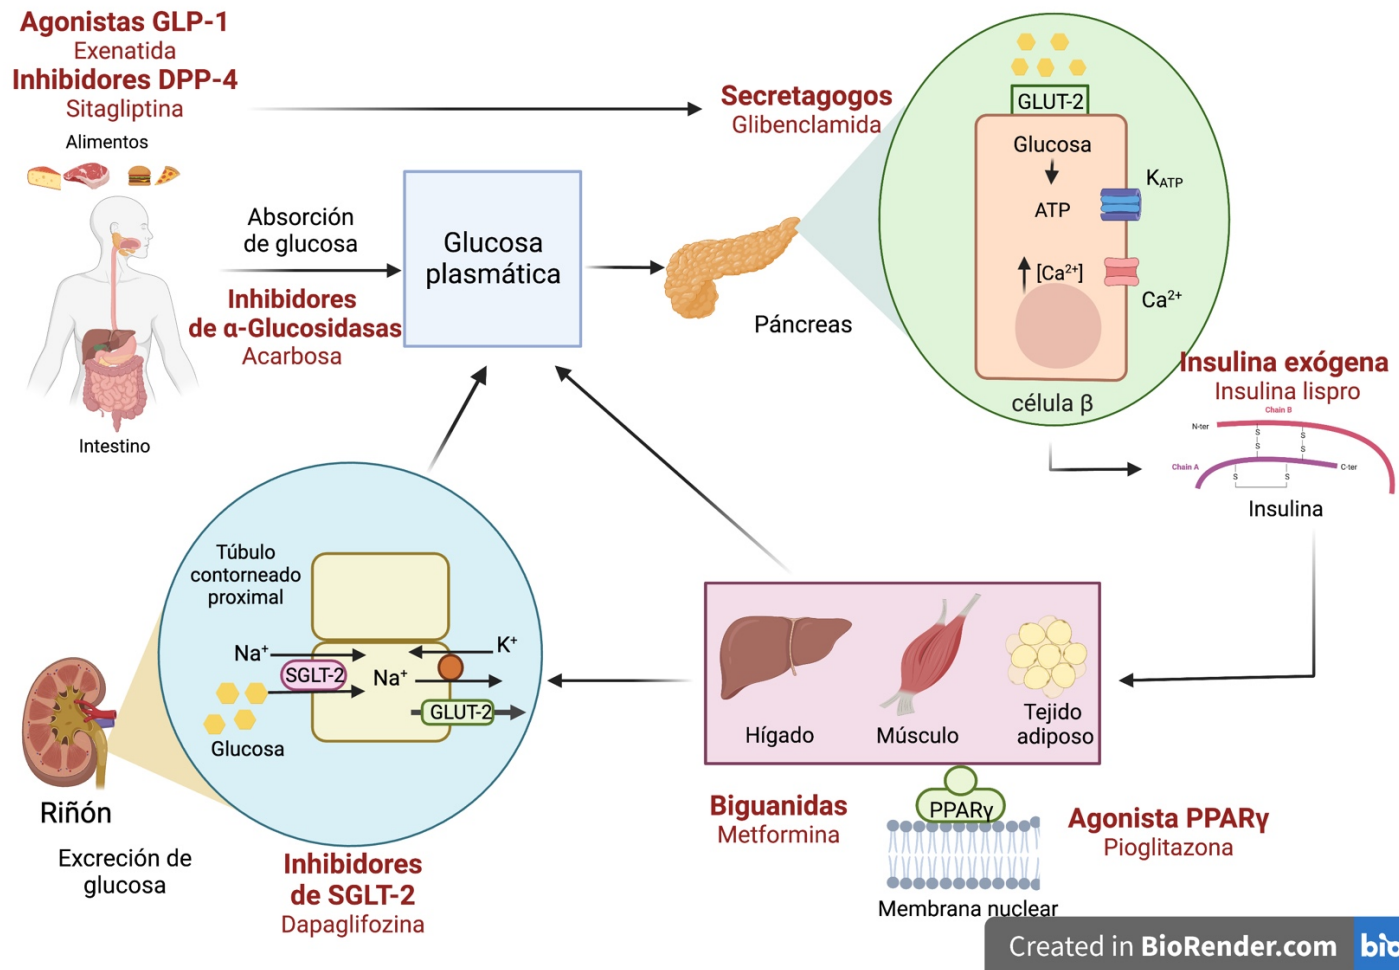 Agonistas GLP-1
Exenatida
Inhibidores DPP-4
Sitagliptina
Alimentos
Intestino
Absorción
de glucosa
Inhibidores
de α-Glucosidasas
Acarbosa
Glucosa
plasmática
Secretagogos
Glibenclamida
Páncreas
GLUT-2
Glucosa
ATP
K_ATP
[Ca²⁺]
Ca²⁺
célula β
Insulina exógena
Insulina lispro
Chain B
N-ter
S
S
S
S
Chain A
C-ter
S
S
Insulina
Túbulo
contorneado
proximal
Na⁺
K⁺
SGLT-2
Na⁺
GLUT-2
Glucosa
Riñón
Excreción de
glucosa
Inhibidores
de SGLT-2
Dapaglifozina
Hígado
Músculo
Tejido
adiposo
Biguanidas
Metformina
PPARγ
Agonista PPARγ
Pioglitazona
Membrana nuclear
Created in BioRender.com
bio